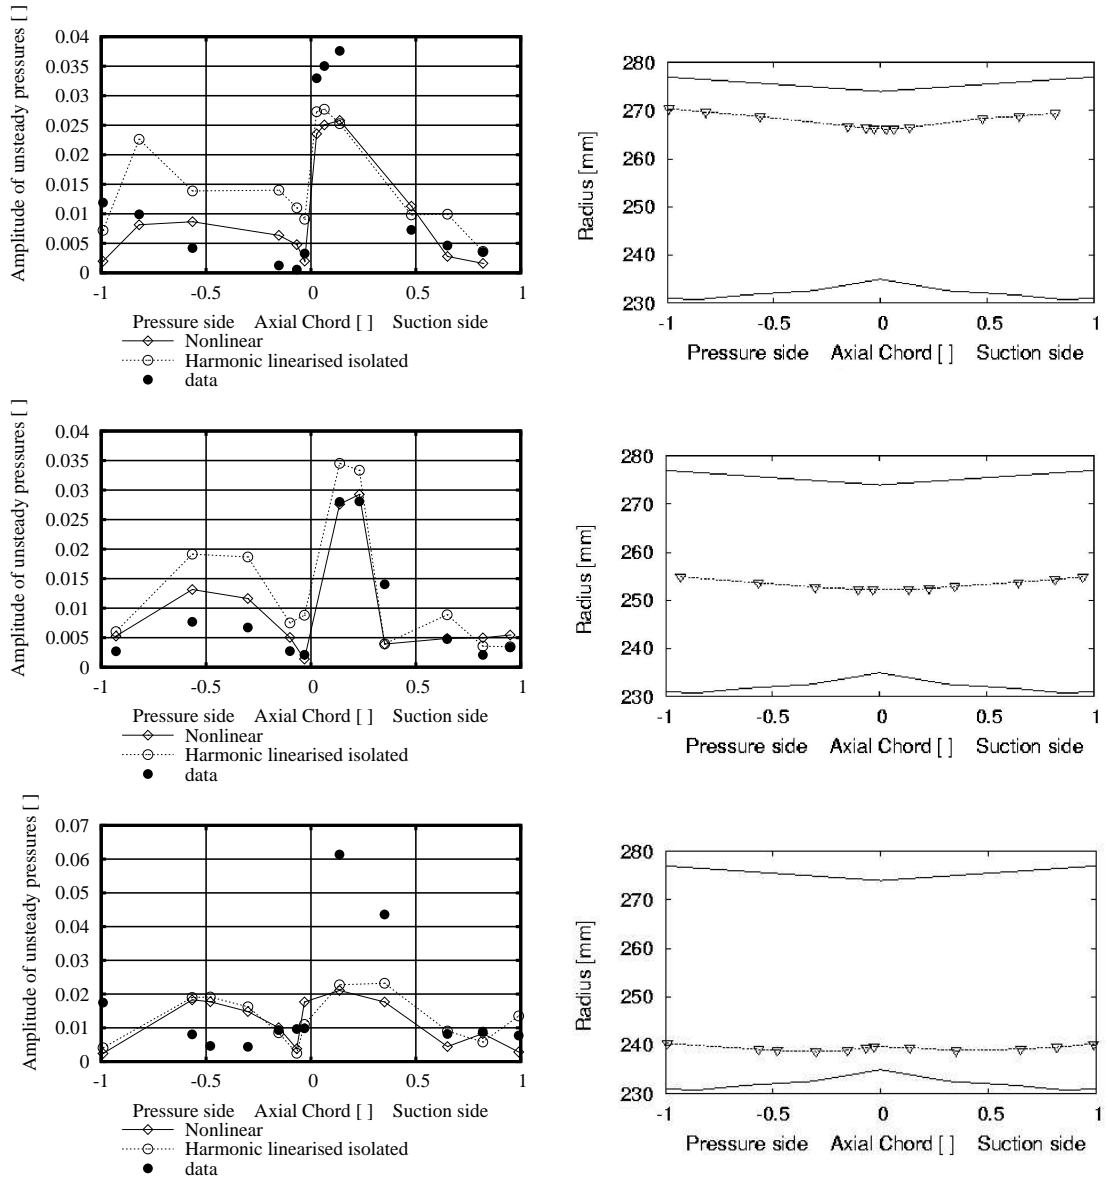 Amplitude of unsteady pressures [ ]
0.04
0.035
0.03
0.025
0.02
0.015
0.01
0.005
0
-1 -0.5 0 0.5 1
Pressure side Axial Chord [ ] Suction side
Nonlinear
Harmonic linearised isolated
data
Radius [mm]
280
270
260
250
240
230
-1 -0.5 0 0.5 1
Pressure side Axial Chord [ ] Suction side
Amplitude of unsteady pressures [ ]
0.04
0.035
0.03
0.025
0.02
0.015
0.01
0.005
0
-1 -0.5 0 0.5 1
Pressure side Axial Chord [ ] Suction side
Nonlinear
Harmonic linearised isolated
data
Radius [mm]
280
270
260
250
240
230
-1 -0.5 0 0.5 1
Pressure side Axial Chord [ ] Suction side
Amplitude of unsteady pressures [ ]
0.07
0.06
0.05
0.04
0.03
0.02
0.01
0
-1 -0.5 0 0.5 1
Pressure side Axial Chord [ ] Suction side
Nonlinear
Harmonic linearised isolated
data
Radius [mm]
280
270
260
250
240
230
-1 -0.5 0 0.5 1
Pressure side Axial Chord [ ] Suction side